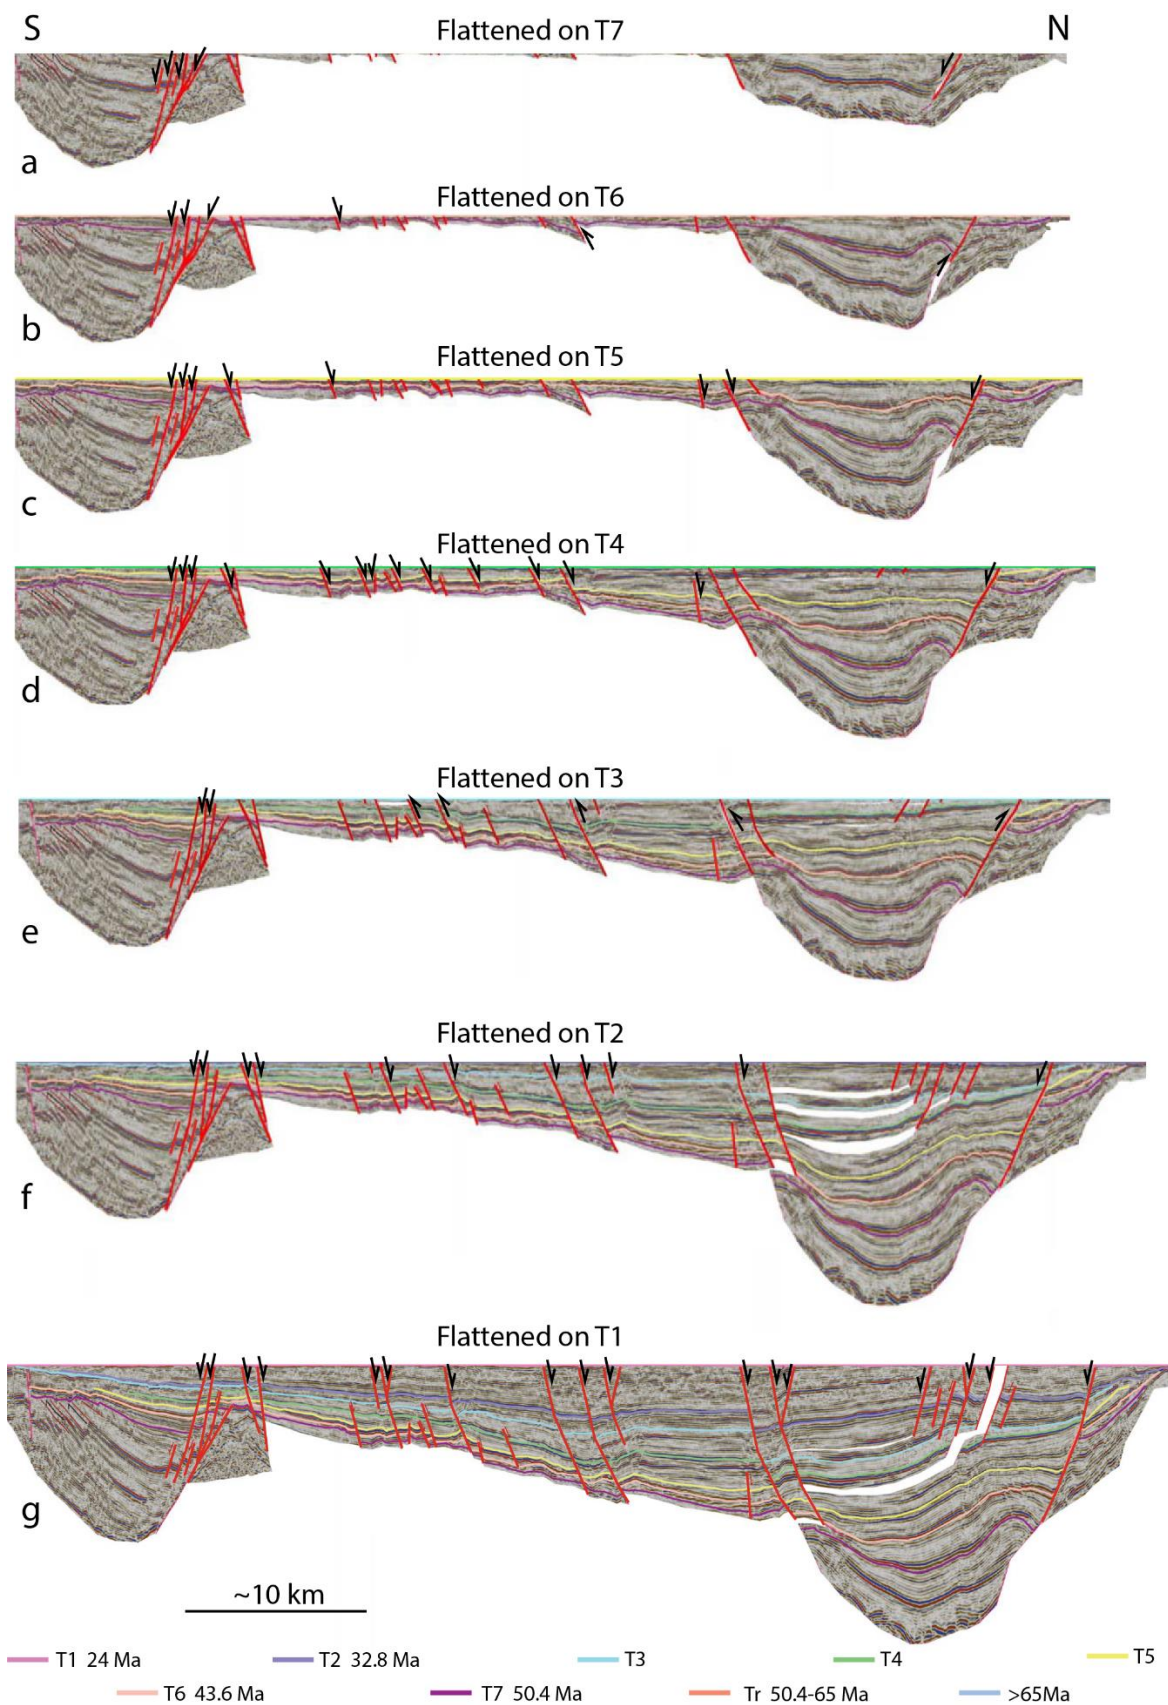 S Flattened on T7 N
a
Flattened on T6
b
Flattened on T5
c
Flattened on T4
d
Flattened on T3
e
Flattened on T2
f
Flattened on T1
g
~10 km
T1 24 Ma T2 32.8 Ma T3 T4 T5
T6 43.6 Ma T7 50.4 Ma Tr 50.4-65 Ma >65Ma